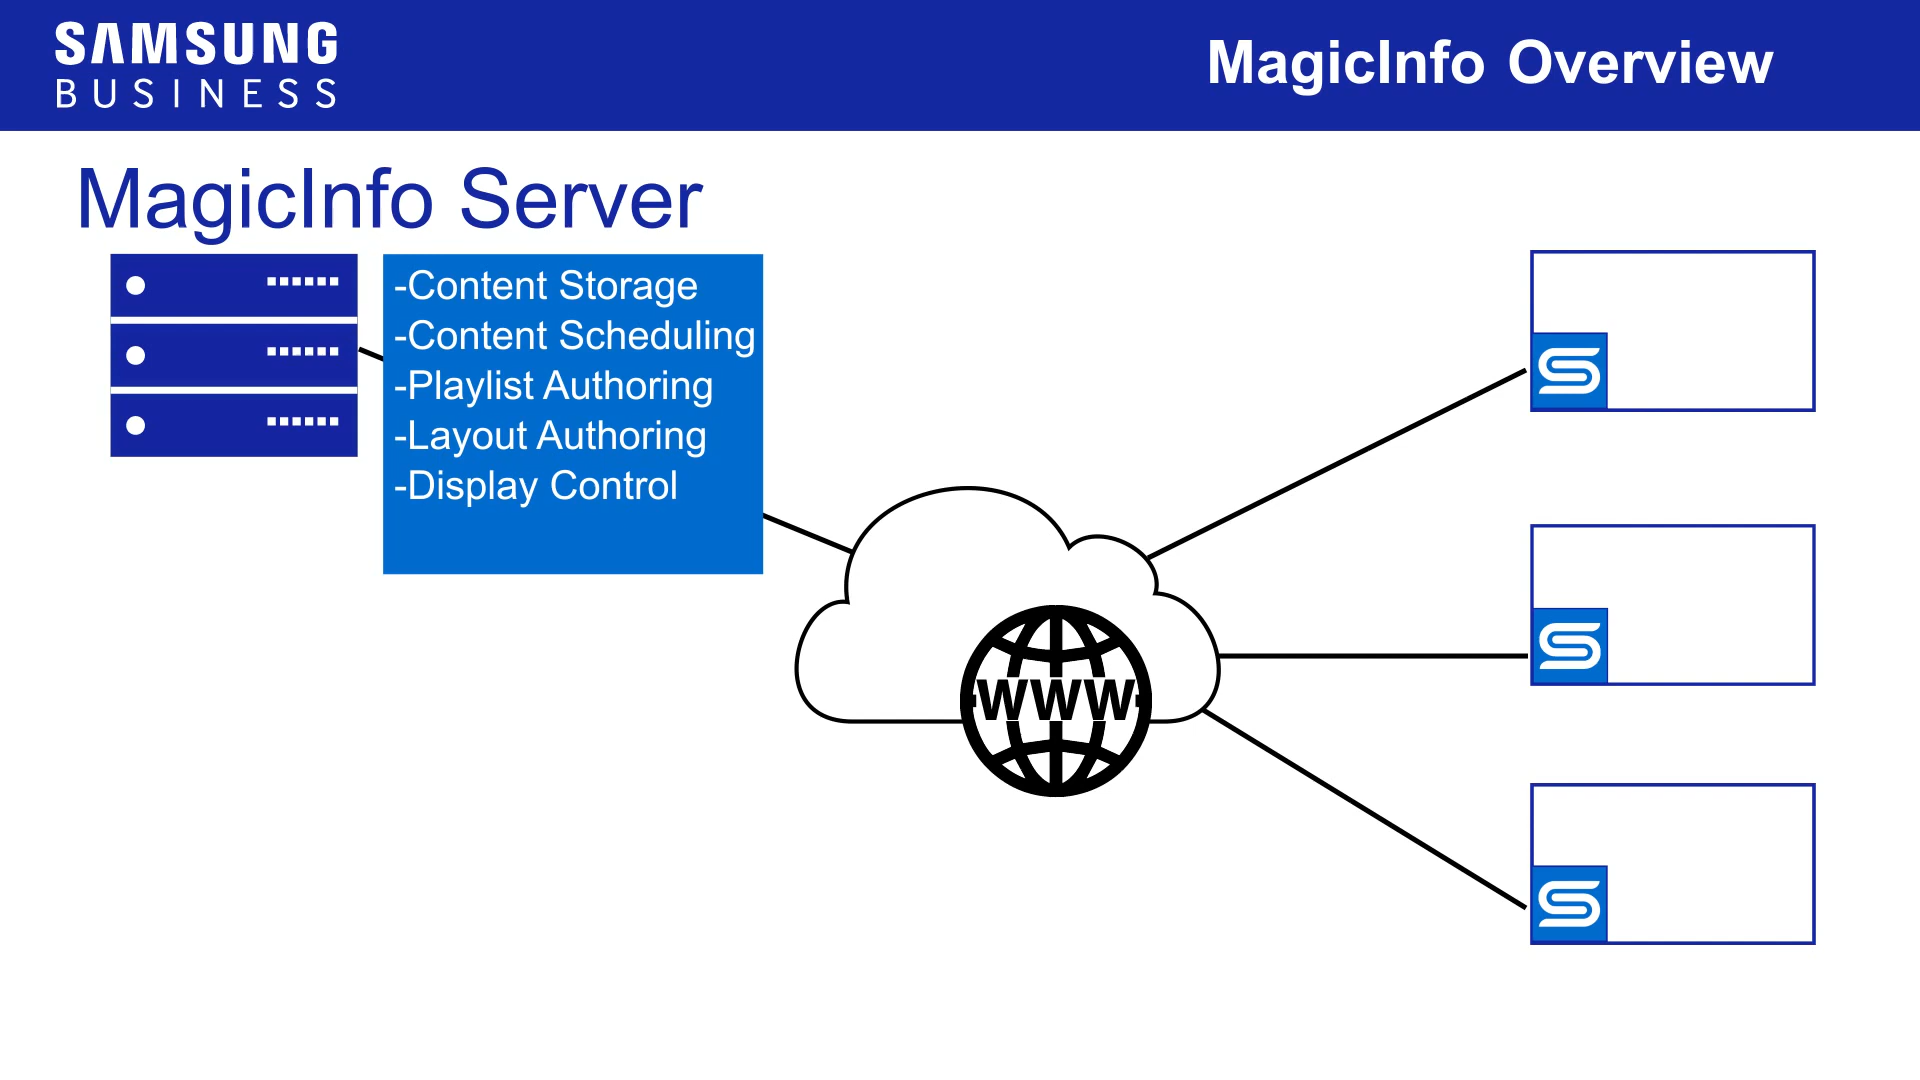 SAMSUNG
BUSINESS
MagicInfo Overview
MagicInfo Server
-Content Storage
-Content Scheduling
-Playlist Authoring
-Layout Authoring
-Display Control
WWW